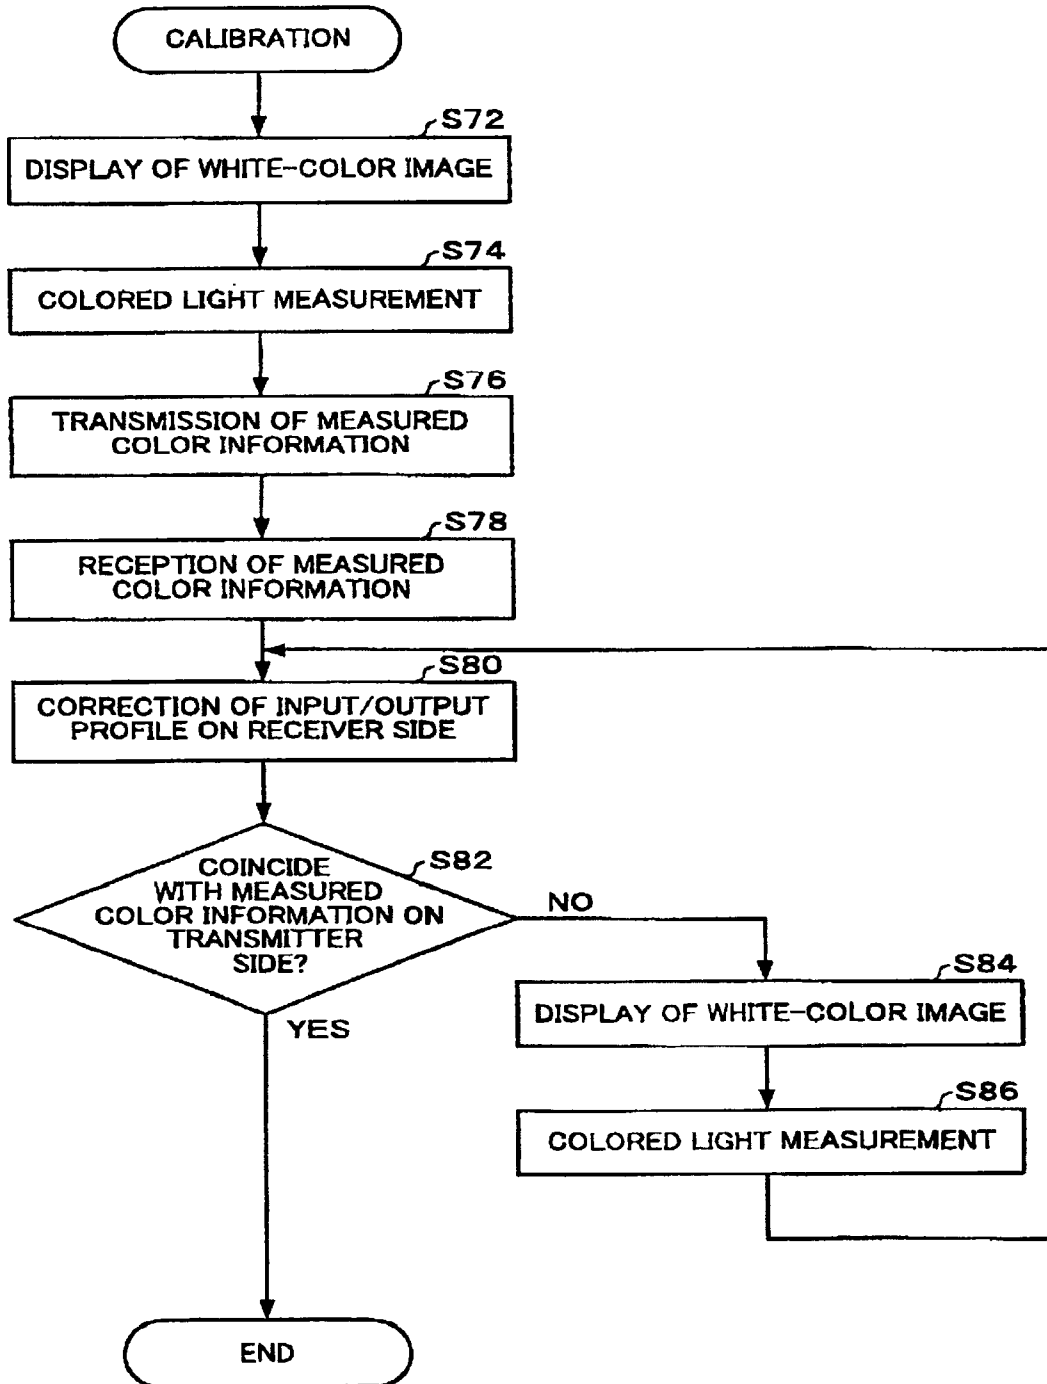 CALIBRATION
S72
DISPLAY OF WHITE-COLOR IMAGE
S74
COLORED LIGHT MEASUREMENT
S76
TRANSMISSION OF MEASURED
COLOR INFORMATION
S78
RECEPTION OF MEASURED
COLOR INFORMATION
S80
CORRECTION OF INPUT/OUTPUT
PROFILE ON RECEIVER SIDE
S82
COINCIDE
WITH MEASURED
COLOR INFORMATION ON
TRANSMITTER
SIDE?
NO
YES
S84
DISPLAY OF WHITE-COLOR IMAGE
S86
COLORED LIGHT MEASUREMENT
END